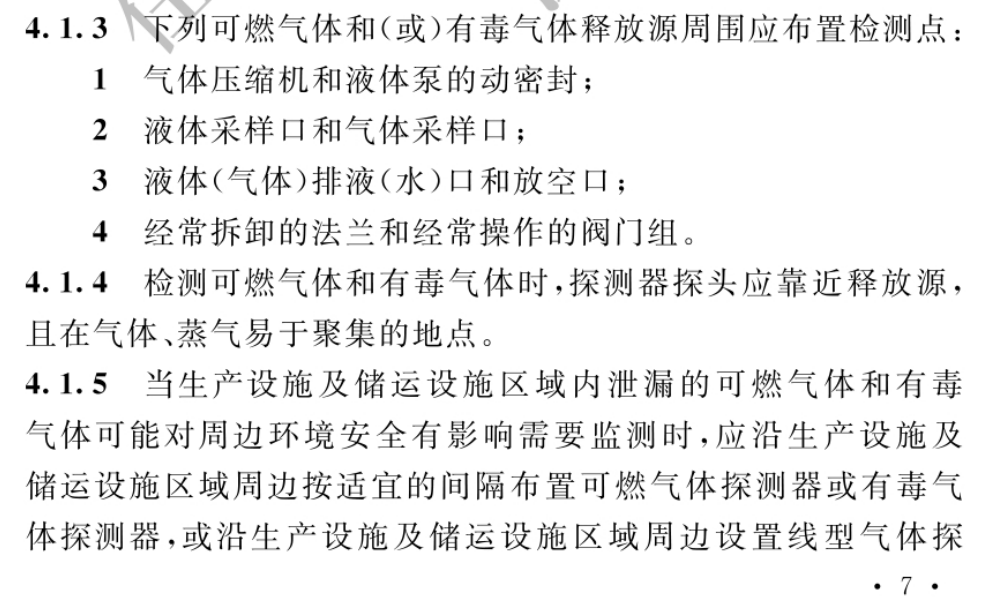 4.1.3 下列可燃气体和(或)有毒气体释放源周围应布置检测点:
1 气体压缩机和液体泵的动密封;
2 液体采样口和气体采样口;
3 液体(气体)排液(水)口和放空口;
4 经常拆卸的法兰和经常操作的阀门组。
4.1.4 检测可燃气体和有毒气体时,探测器探头应靠近释放源,
且在气体、蒸气易于聚集的地点。
4.1.5 当生产设施及储运设施区域内泄漏的可燃气体和有毒
气体可能对周边环境安全有影响需要监测时,应沿生产设施及
储运设施区域周边按适宜的间隔布置可燃气体探测器或有毒气
体探测器,或沿生产设施及储运设施区域周边设置线型气体探
· 7 ·